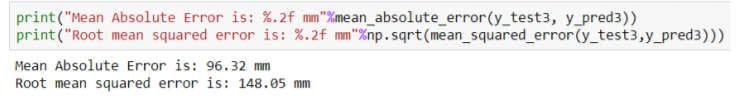 print("Mean Absolute Error is: %.2f mm"%mean_absolute_error(y_test3, y_pred3))
print("Root mean squared error is: %.2f mm"%np.sqrt(mean_squared_error(y_test3,y_pred3)))
Mean Absolute Error is: 96.32 mm
Root mean squared error is: 148.05 mm